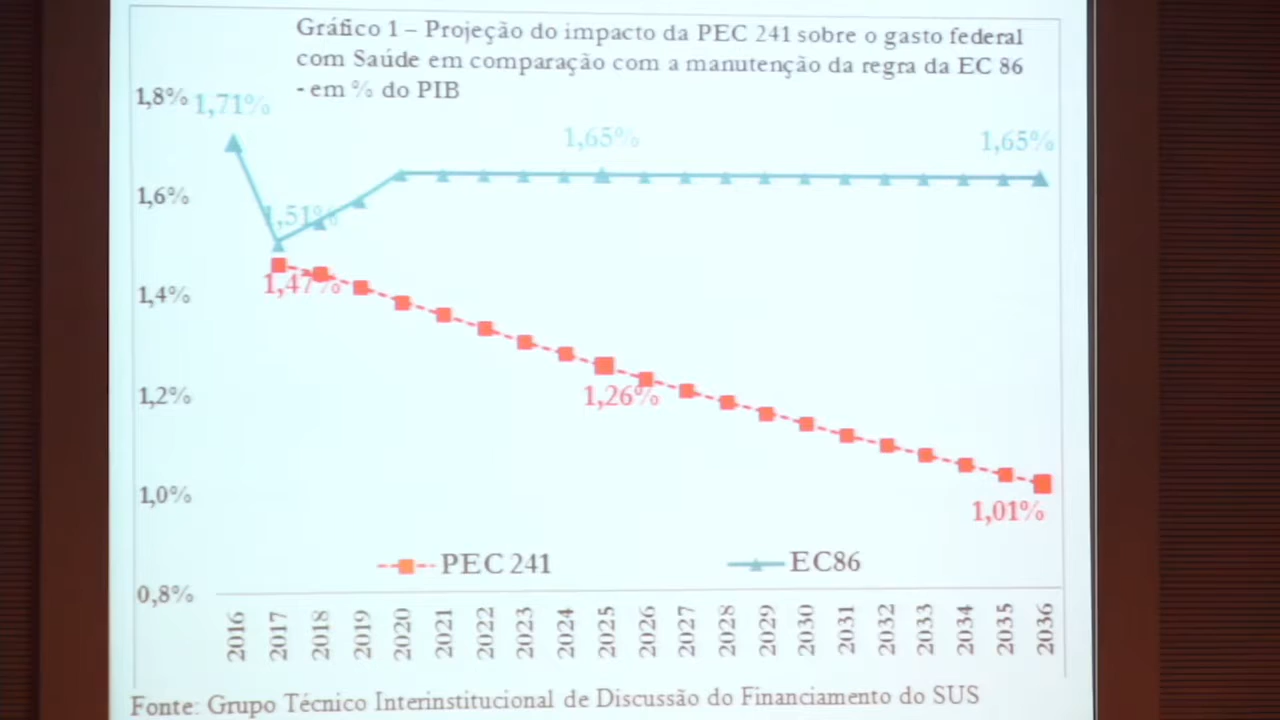 Gráfico 1 – Projeção do impacto da PEC 241 sobre o gasto federal
com Saúde em comparação com a manutenção da regra da EC 86
- em % do PIB
1,8%
1,71%
1,65%
1,65%
1,6%
1,51%
1,47%
1,4%
1,26%
1,2%
1,0%
1,01%
PEC 241
EC86
0,8%
2016 2017 2018 2019 2020 2021 2022 2023 2024 2025 2026 2027 2028 2029 2030 2031 2032 2033 2034 2035 2036
Fonte: Grupo Técnico Interinstitucional de Discussão do Financiamento do SUS